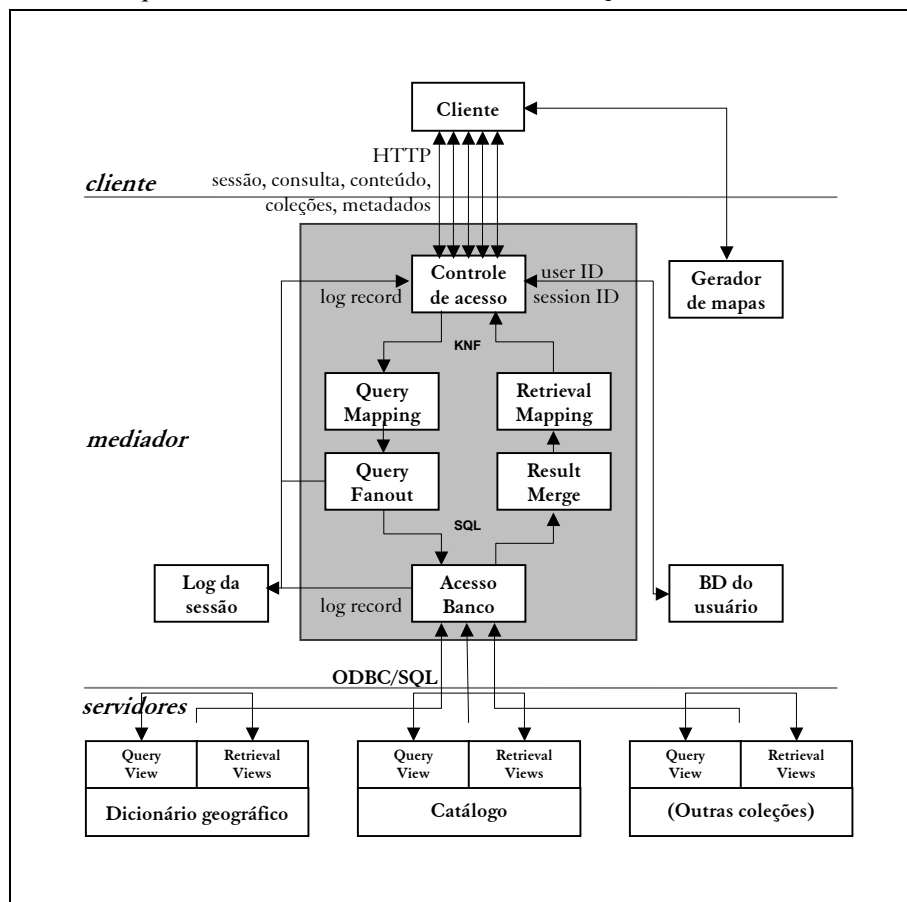 Cliente
HTTP
cliente
sessão, consulta, conteúdo,
coleções, metadados
Controle
de acesso
log record
user ID
session ID
Gerador
de mapas
KNF
Query
Mapping
Retrieval
Mapping
mediador
Query
Fanout
Result
Merge
SQL
Log da
sessão
log record
Acesso
Banco
BD do
usuário
ODBC/SQL
servidores
Query
View
Retrieval
Views
Dicionário geográfico
Query
View
Retrieval
Views
Catálogo
Query
View
Retrieval
Views
(Outras coleções)